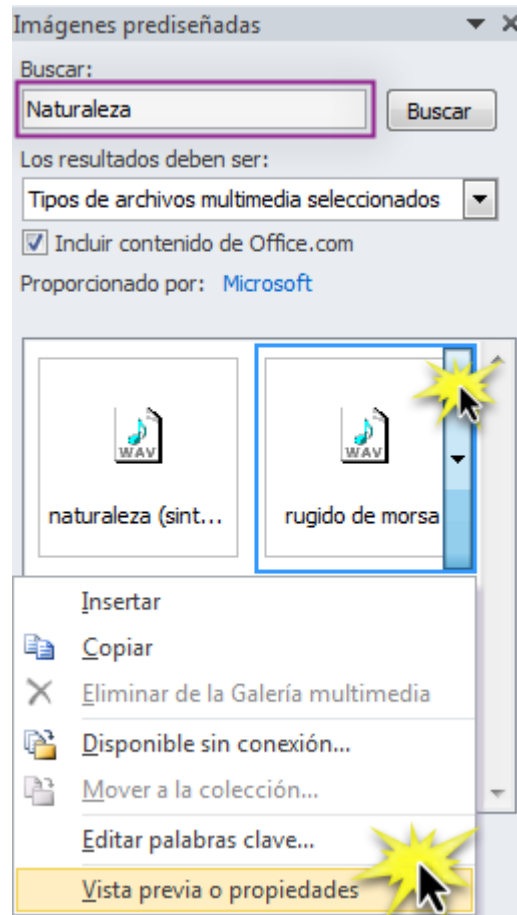 Imágenes prediseñadas
Buscar:
Naturaleza
Buscar
Los resultados deben ser:
Tipos de archivos multimedia seleccionados
Incluir contenido de Office.com
Proporcionado por: Microsoft
WAV
WAV
naturaleza (sint...
rugido de morsa
Insertar
Copiar
Eliminar de la Galería multimedia
Disponible sin conexión...
Mover a la colección...
Editar palabras clave...
Vista previa o propiedades